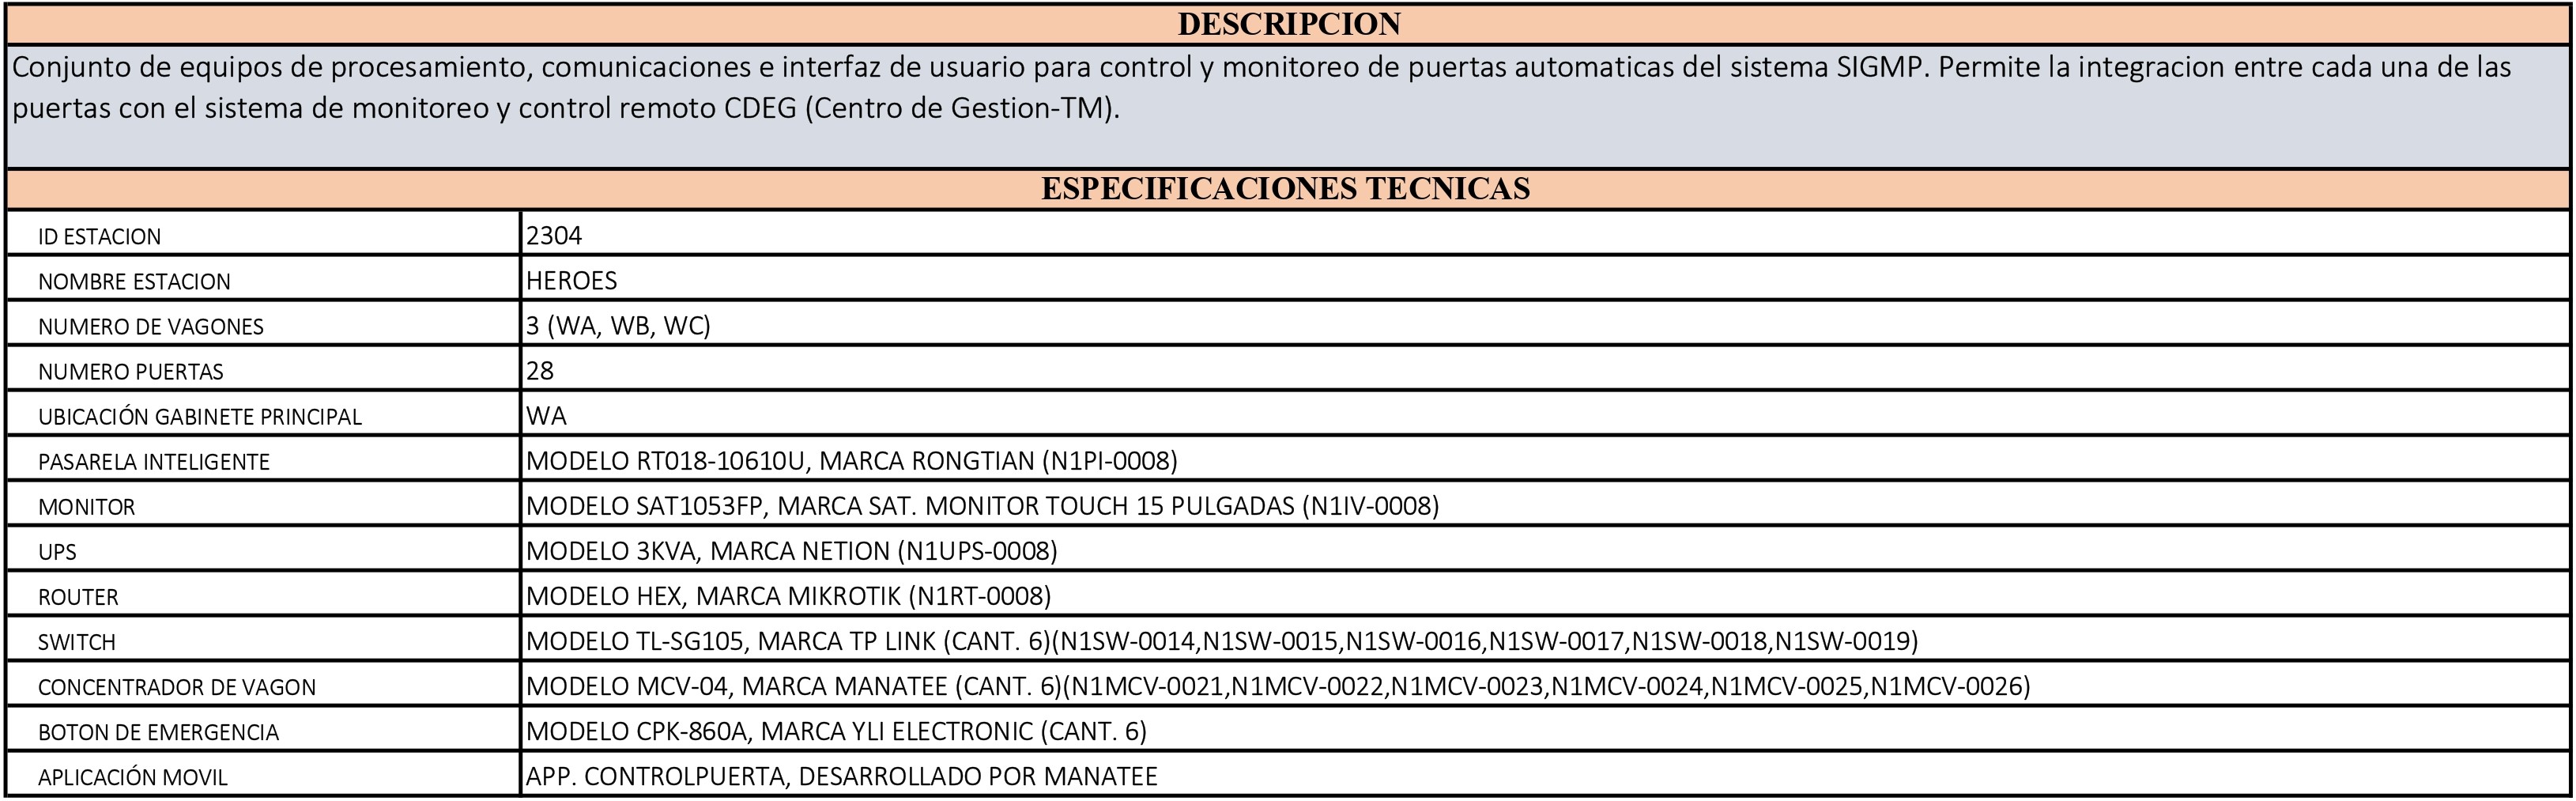 DESCRIPCION
Conjunto de equipos de procesamiento, comunicaciones e interfaz de usuario para control y monitoreo de puertas automaticas del sistema SIGMP. Permite la integracion entre cada una de las
puertas con el sistema de monitoreo y control remoto CDEG (Centro de Gestion-TM).
ESPECIFICACIONES TECNICAS
ID ESTACION 2304
NOMBRE ESTACION HEROES
NUMERO DE VAGONES 3 (WA, WB, WC)
NUMERO PUERTAS 28
UBICACIÓN GABINETE PRINCIPAL WA
PASARELA INTELIGENTE MODELO RT018-10610U, MARCA RONGTIAN (N1PI-0008)
MONITOR MODELO SAT1053FP, MARCA SAT. MONITOR TOUCH 15 PULGADAS (N1IV-0008)
UPS MODELO 3KVA, MARCA NETION (N1UPS-0008)
ROUTER MODELO HEX, MARCA MIKROTIK (N1RT-0008)
SWITCH MODELO TL-SG105, MARCA TP LINK (CANT. 6)(N1SW-0014,N1SW-0015,N1SW-0016,N1SW-0017,N1SW-0018,N1SW-0019)
CONCENTRADOR DE VAGON MODELO MCV-04, MARCA MANATEE (CANT. 6)(N1MCV-0021,N1MCV-0022,N1MCV-0023,N1MCV-0024,N1MCV-0025,N1MCV-0026)
BOTON DE EMERGENCIA MODELO CPK-860A, MARCA YLI ELECTRONIC (CANT. 6)
APLICACIÓN MOVIL APP. CONTROLPUERTA, DESARROLLADO POR MANATEE